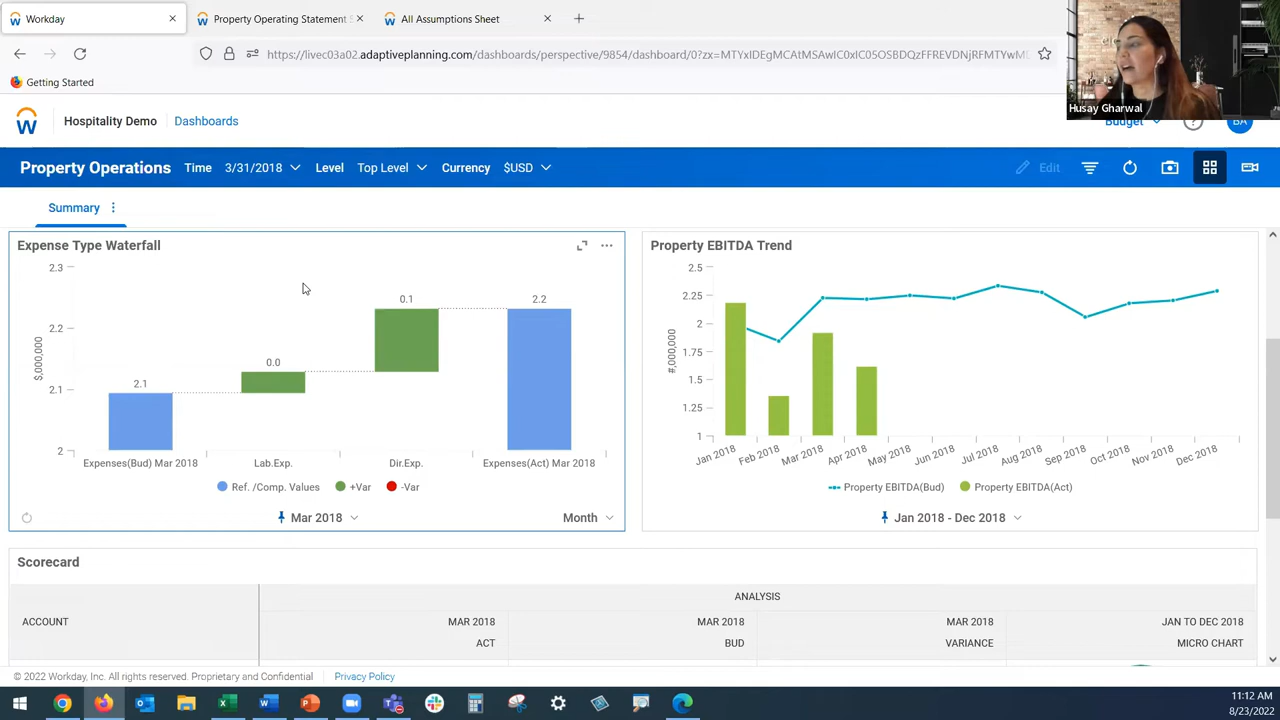 Workday
Property Operating Statement S
All Assumptions Sheet
https://livec03a02.adaptiveplanning.com/dashboards/perspective/9854/dashboard/0?
Getting Started
Husay Gharwal
Hospitality Demo
Dashboards
Budget
BA
Property Operations
Time
3/31/2018
Level
Top Level
Currency
$USD
Edit
Summary
Expense Type Waterfall
2.3
2.2
2.1
2
$,000,000
2.1
0.0
0.1
2.2
Expenses(Bud) Mar 2018
Lab.Exp.
Dir.Exp.
Expenses(Act) Mar 2018
Ref. /Comp. Values
+Var
-Var
Mar 2018
Month
Property EBITDA Trend
2.5
2.25
2
1.75
1.5
1.25
1
#,000,000
Jan 2018
Feb 2018
Mar 2018
Apr 2018
May 2018
Jun 2018
Jul 2018
Aug 2018
Sep 2018
Oct 2018
Nov 2018
Dec 2018
Property EBITDA(Bud)
Property EBITDA(Act)
Jan 2018 - Dec 2018
Scorecard
ANALYSIS
ACCOUNT
MAR 2018
MAR 2018
MAR 2018
JAN TO DEC 2018
ACT
BUD
VARIANCE
MICRO CHART
© 2022 Workday, Inc. All rights reserved. Proprietary and Confidential
Privacy Policy
11:12 AM
8/23/2022